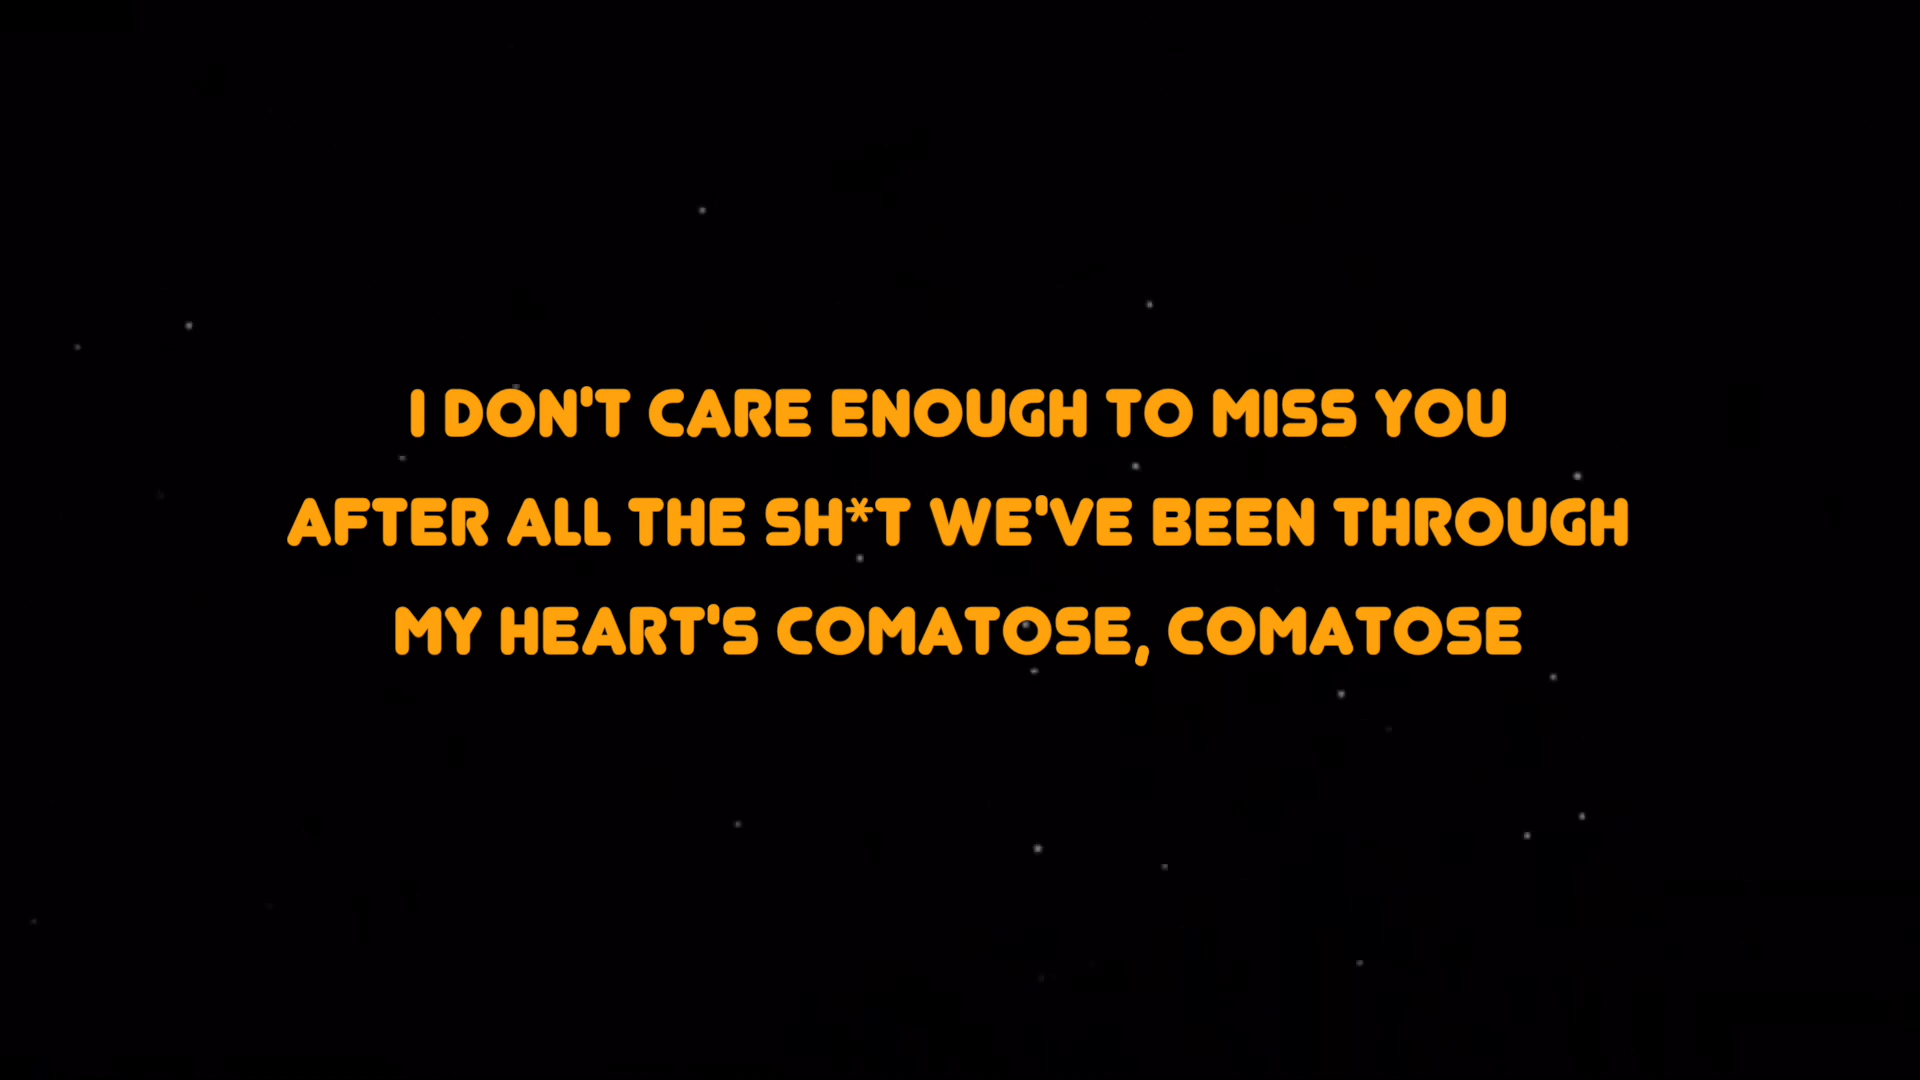 I DON'T CARE ENOUGH TO MISS YOU
AFTER ALL THE SH*T WE'VE BEEN THROUGH
MY HEART'S COMATOSE, COMATOSE